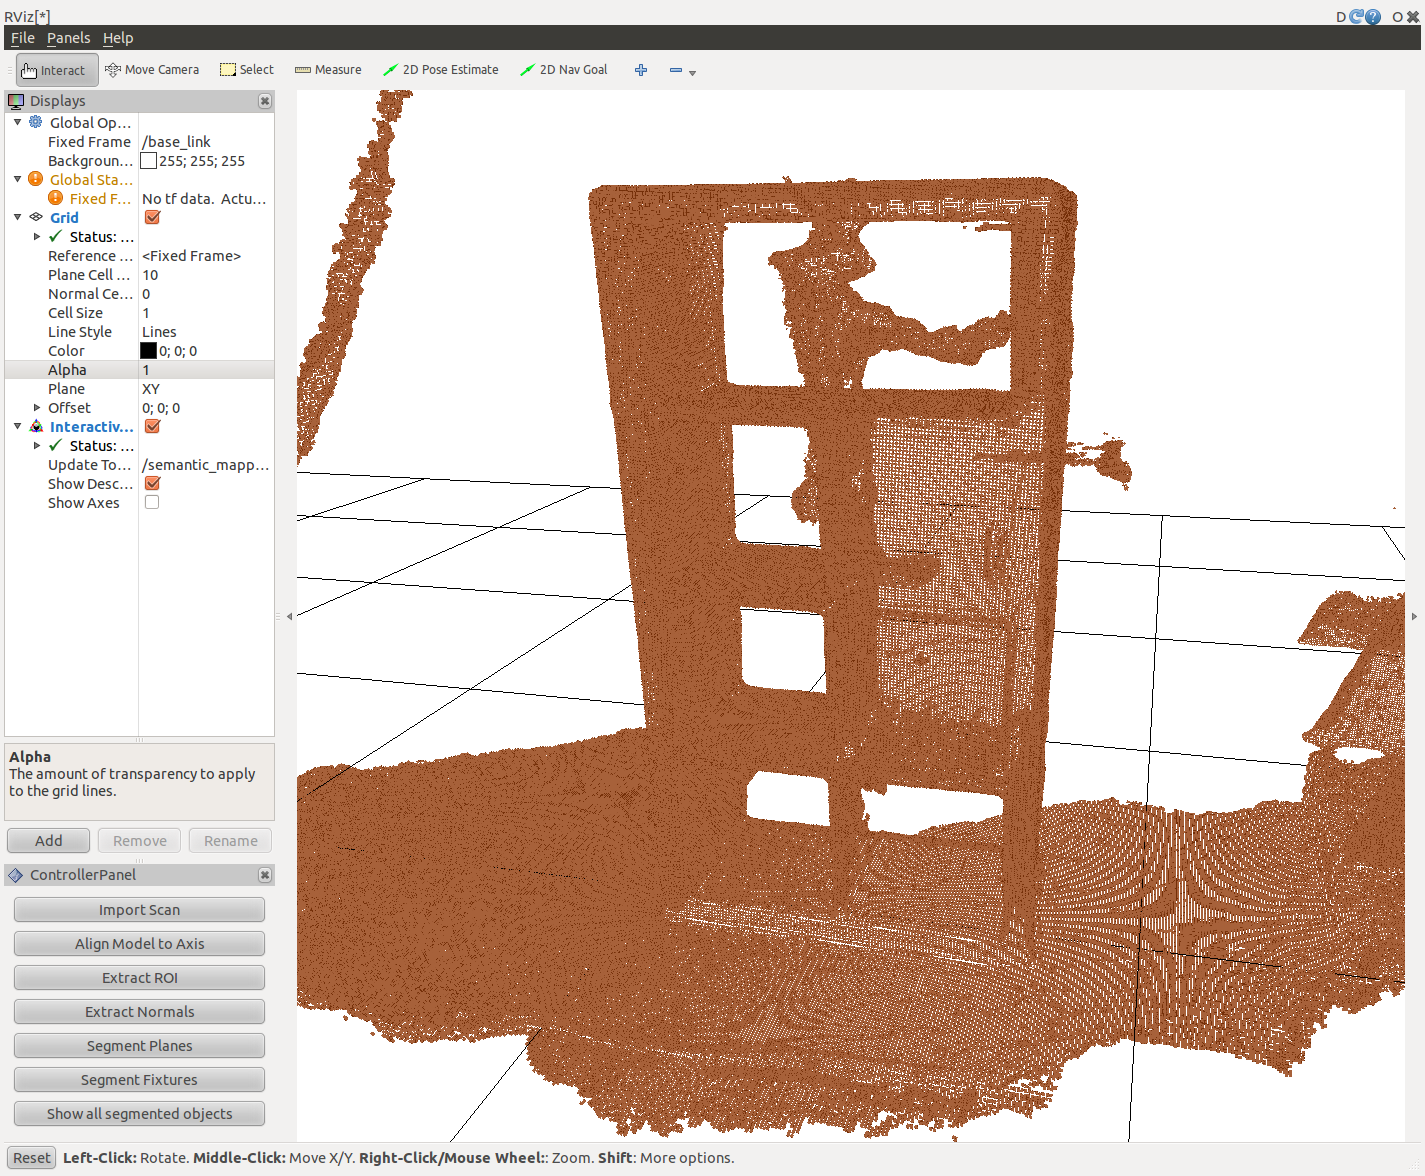 RViz[*]
D O
File Panels Help
Interact Move Camera Select Measure 2D Pose Estimate 2D Nav Goal
Displays
Global Op...
Fixed Frame /base_link
Backgroun... 255; 255; 255
Global Sta...
Fixed F... No tf data. Actu...
Grid
Status: ...
Reference ... <Fixed Frame>
Plane Cell ... 10
Normal Ce... 0
Cell Size 1
Line Style Lines
Color 0; 0; 0
Alpha 1
Plane XY
Offset 0; 0; 0
Interactiv...
Status: ...
Update To... /semantic_mapp...
Show Desc...
Show Axes
Alpha
The amount of transparency to apply
to the grid lines.
Add Remove Rename
ControllerPanel
Import Scan
Align Model to Axis
Extract ROI
Extract Normals
Segment Planes
Segment Fixtures
Show all segmented objects
Reset Left-Click: Rotate. Middle-Click: Move X/Y. Right-Click/Mouse Wheel:: Zoom. Shift: More options.